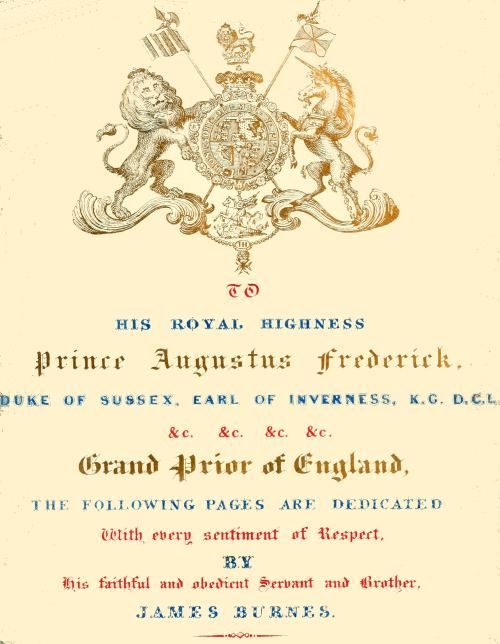 TO
HIS ROYAL HIGHNESS
Prince Augustus Frederick,
DUKE OF SUSSEX, EARL OF INVERNESS, K.G. D.C.L.
&c. &c. &c. &c.
Grand Prior of England,
THE FOLLOWING PAGES ARE DEDICATED
With every sentiment of Respect,
BY
His faithful and obedient Servant and Brother,
JAMES BURNES.